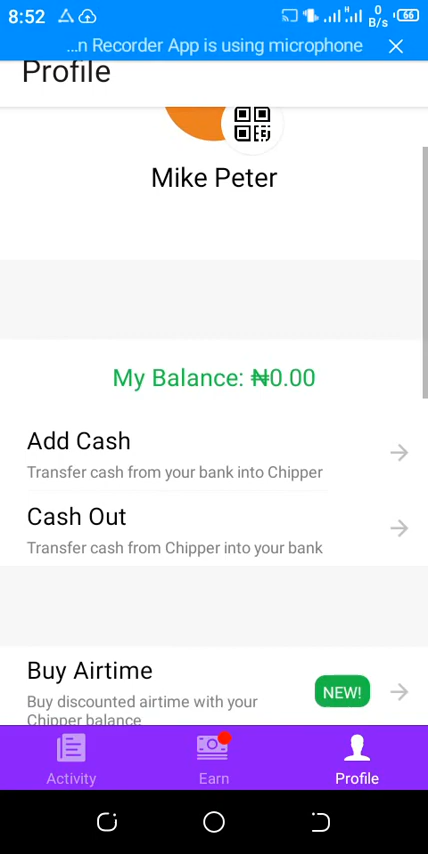 8:52
H
0
B/s
66
...n Recorder App is using microphone
Profile
Mike Peter
My Balance: ₦0.00
Add Cash
Transfer cash from your bank into Chipper
Cash Out
Transfer cash from Chipper into your bank
Buy Airtime
Buy discounted airtime with your
Chipper balance
NEW!
Activity
Earn
Profile